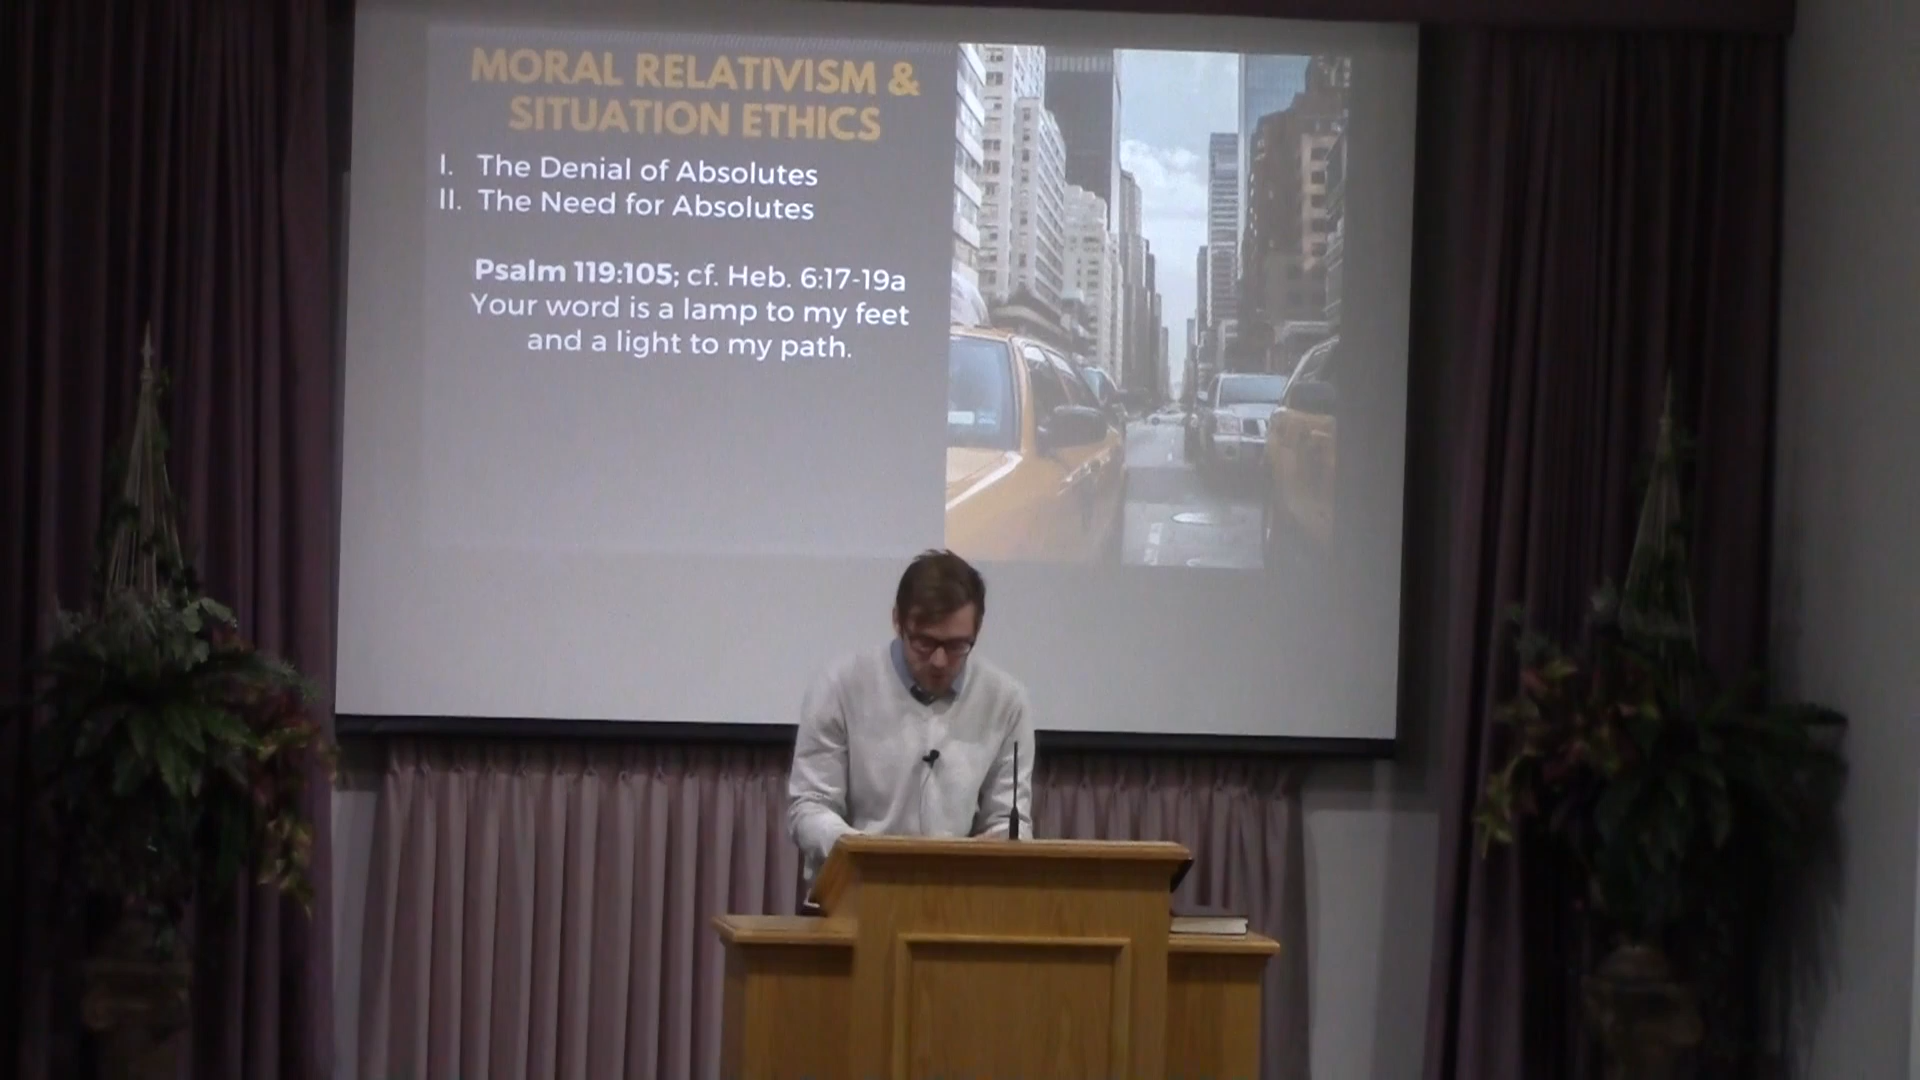 MORAL RELATIVISM &
SITUATION ETHICS
I. The Denial of Absolutes
II. The Need for Absolutes
Psalm 119:105; cf. Heb. 6:17-19a
Your word is a lamp to my feet
and a light to my path.